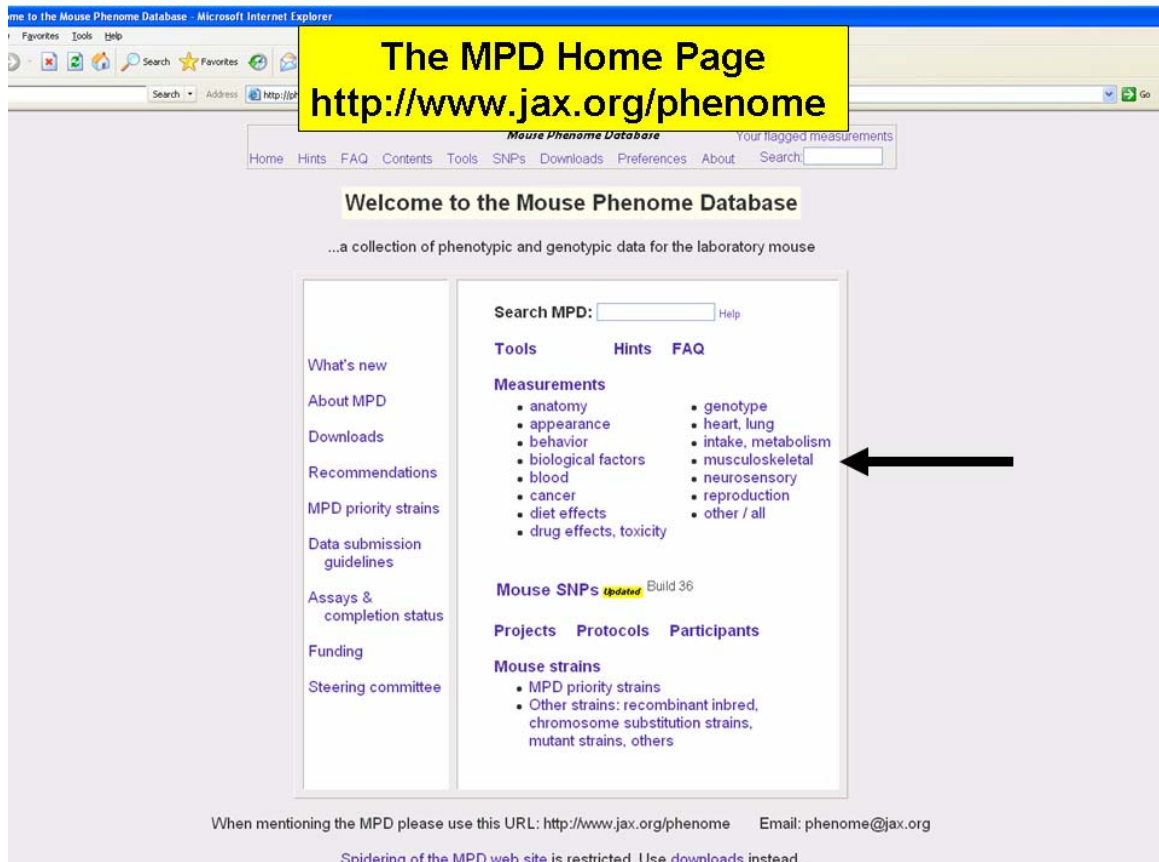 ome to the Mouse Phenome Database - Microsoft Internet Explorer
Favorites Tools Help
Search Favorites
The MPD Home Page
http://www.jax.org/phenome
Search Address http://ph Go
Mouse Phenome Database Your flagged measurements
Home Hints FAQ Contents Tools SNPs Downloads Preferences About Search:
Welcome to the Mouse Phenome Database
...a collection of phenotypic and genotypic data for the laboratory mouse
What's new
About MPD
Downloads
Recommendations
MPD priority strains
Data submission
guidelines
Assays &
completion status
Funding
Steering committee
Search MPD: Help
Tools Hints FAQ
Measurements
• anatomy
• appearance
• behavior
• biological factors
• blood
• cancer
• diet effects
• drug effects, toxicity
• genotype
• heart, lung
• intake, metabolism
• musculoskeletal
• neurosensory
• reproduction
• other / all
Mouse SNPs Updated Build 36
Projects Protocols Participants
Mouse strains
• MPD priority strains
• Other strains: recombinant inbred,
chromosome substitution strains,
mutant strains, others
When mentioning the MPD please use this URL: http://www.jax.org/phenome Email: phenome@jax.org
Spidering of the MPD web site is restricted. Use downloads instead.